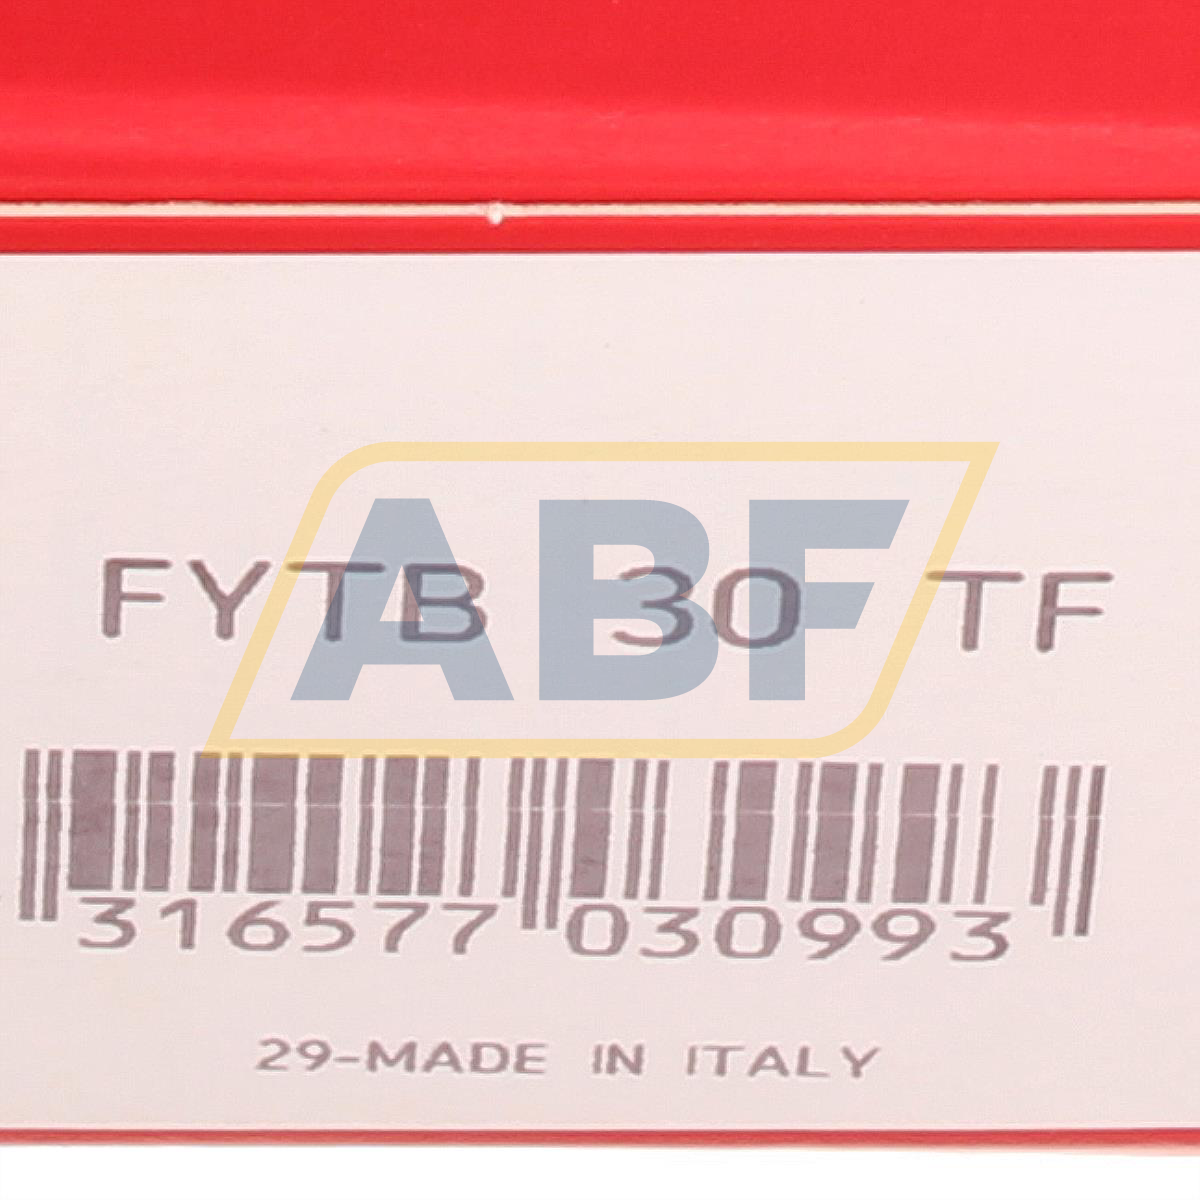 FYTB 30 TF
ABF
316577 030993
29-MADE IN ITALY